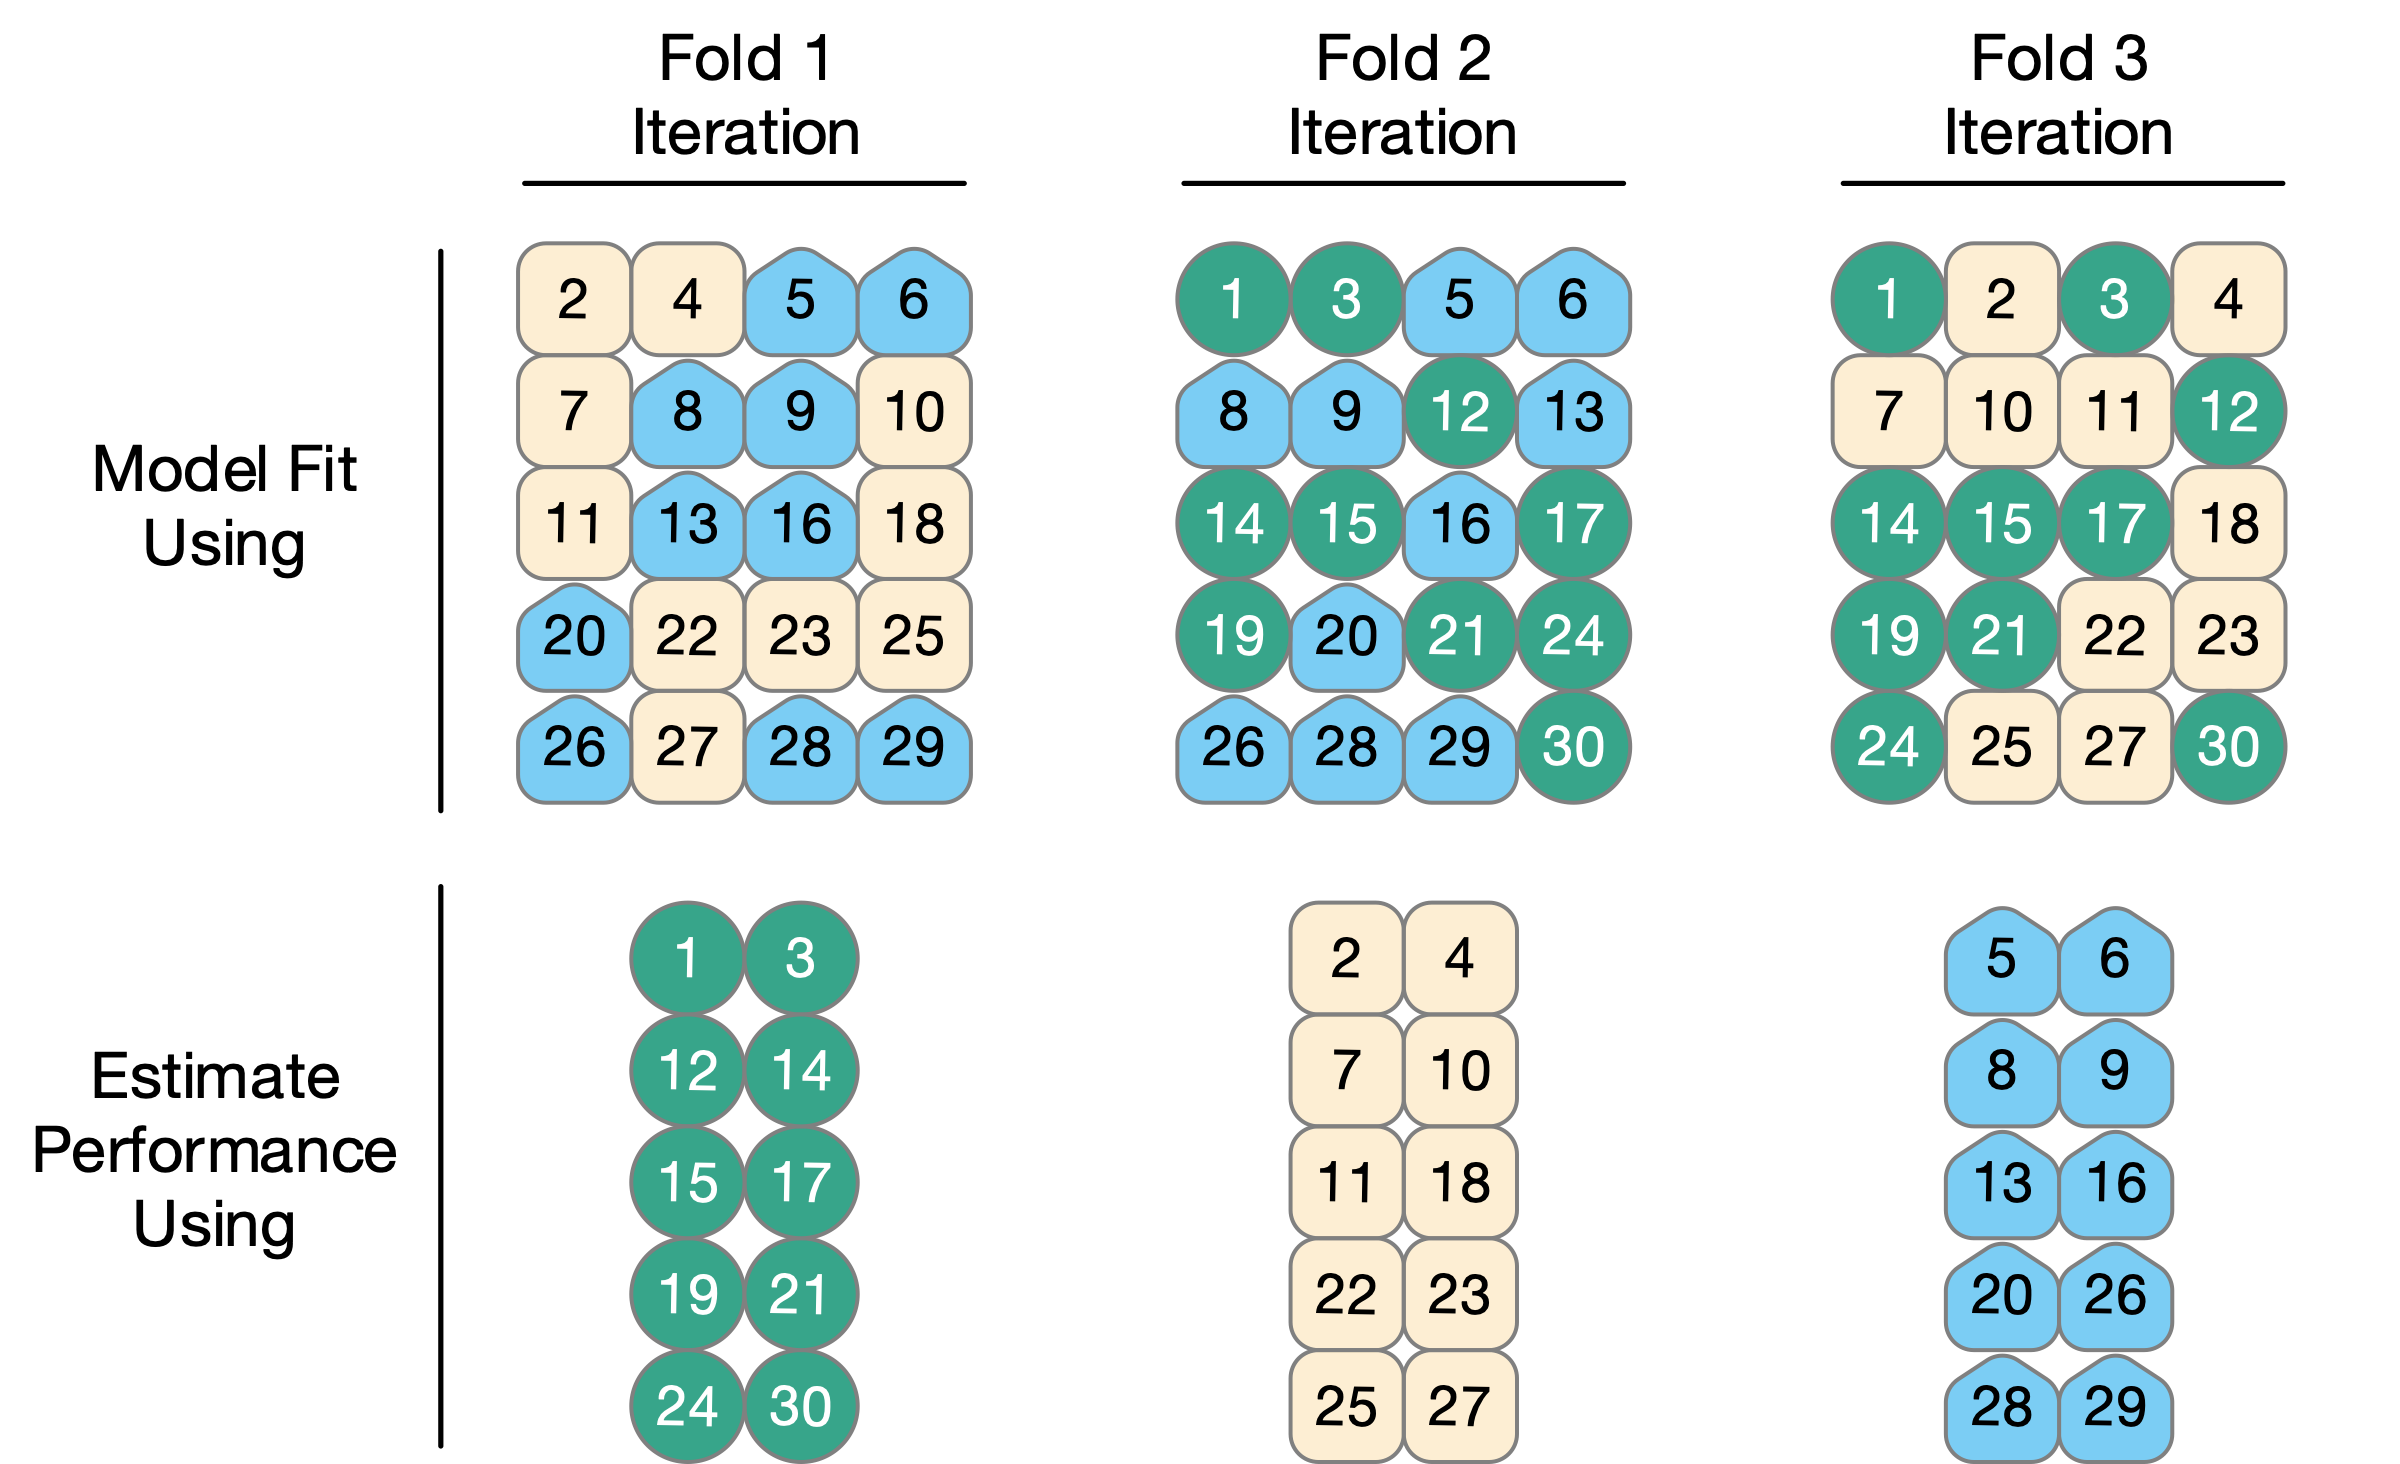 Fold 1
Iteration
Fold 2
Iteration
Fold 3
Iteration
Model Fit
Using
2 4 5 6
7 8 9 10
11 13 16 18
20 22 23 25
26 27 28 29
1 3 5 6
8 9 12 13
14 15 16 17
19 20 21 24
26 28 29 30
1 2 3 4
7 10 11 12
14 15 17 18
19 21 22 23
24 25 27 30
Estimate
Performance
Using
1 3
12 14
15 17
19 21
24 30
2 4
7 10
11 18
22 23
25 27
5 6
8 9
13 16
20 26
28 29